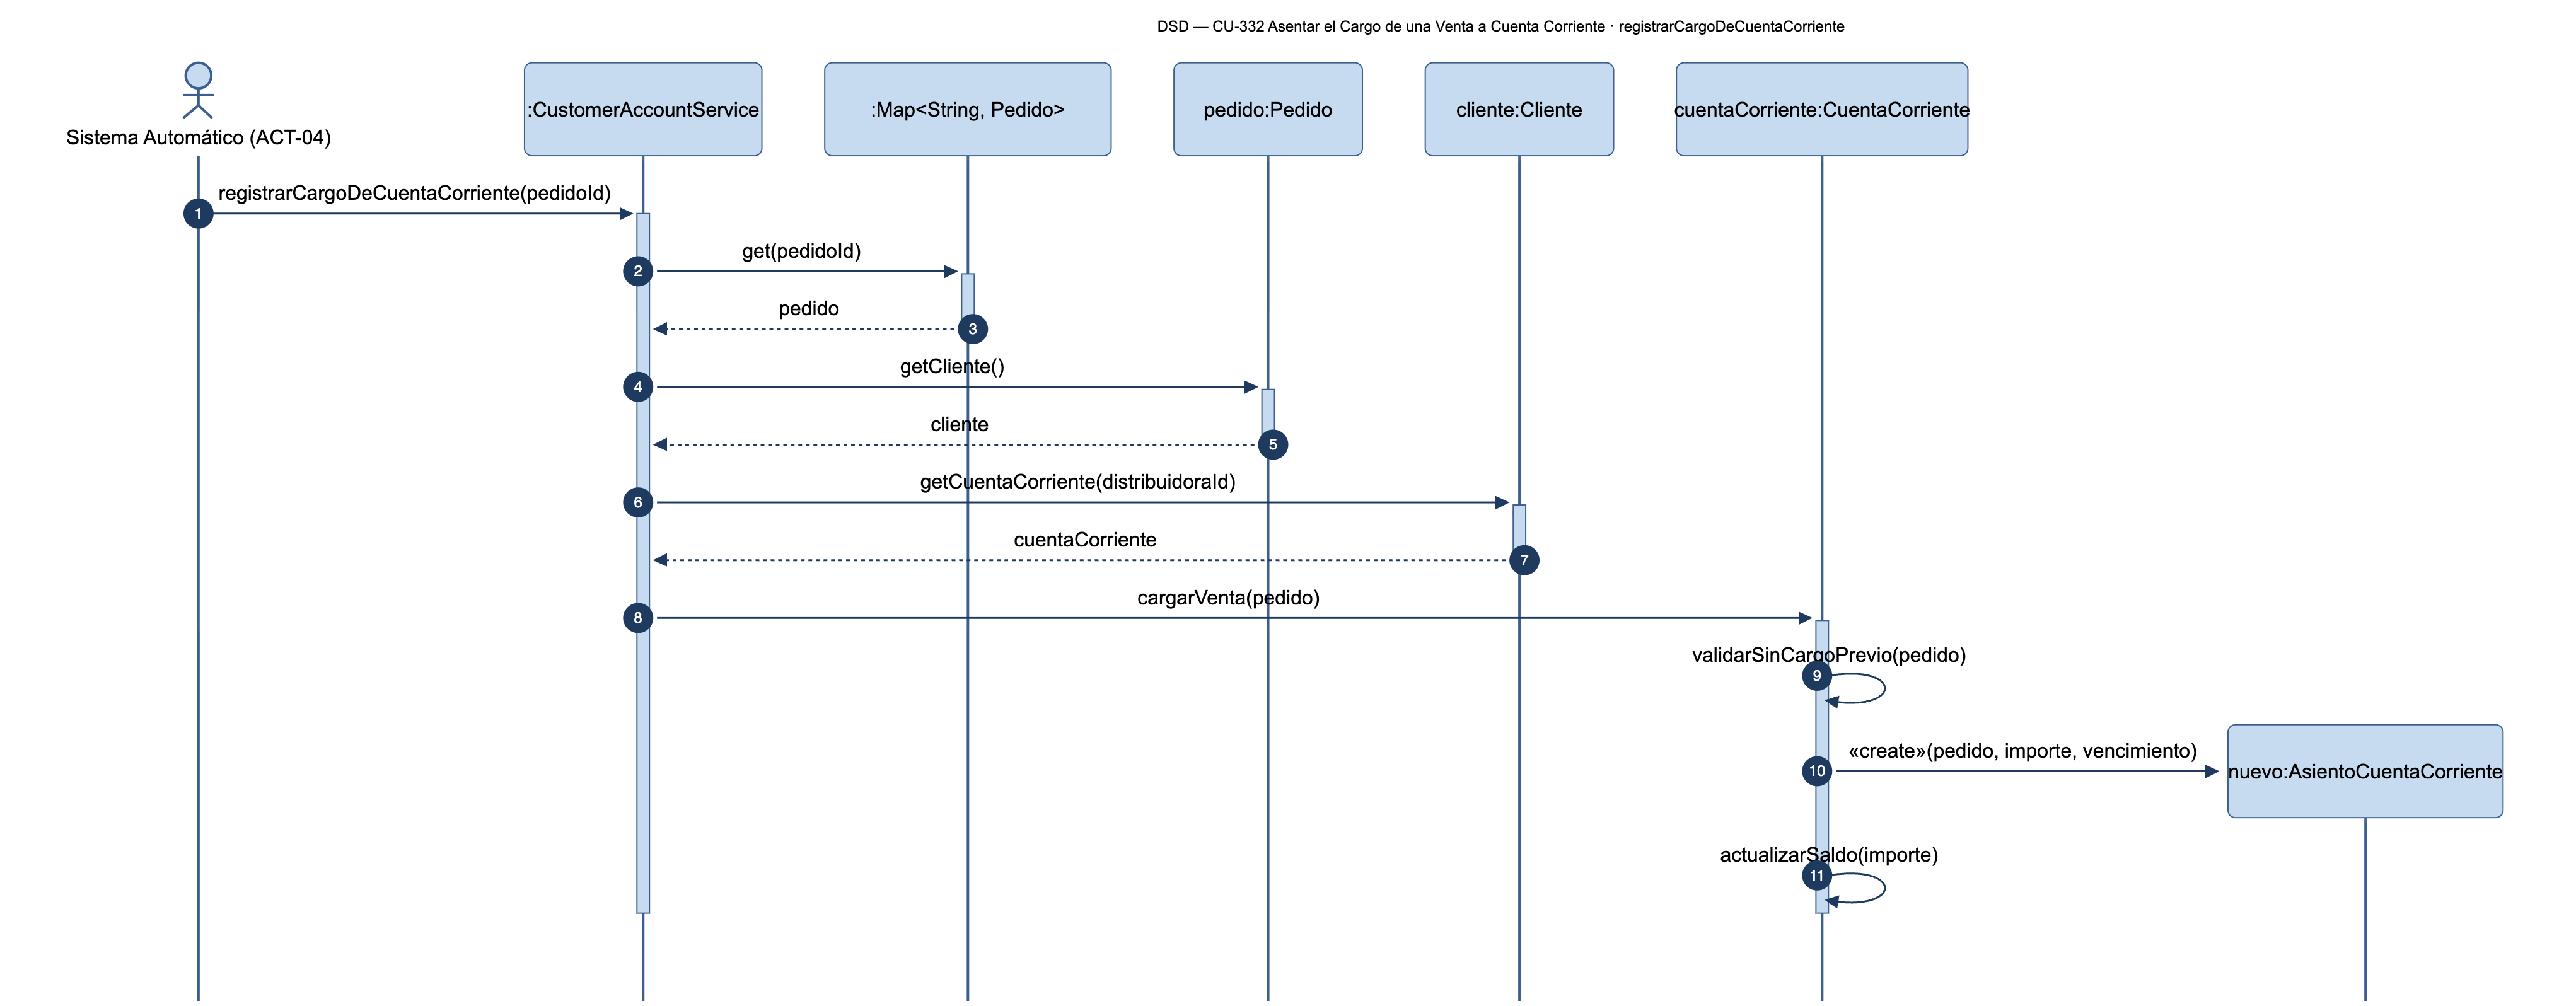 DSD — CU-332 Asentar el Cargo de una Venta a Cuenta Corriente · registrarCargoDeCuentaCorriente
Sistema Automático (ACT-04)
:CustomerAccountService
:Map<String, Pedido>
pedido:Pedido
cliente:Cliente
cuentaCorriente:CuentaCorriente
registrarCargoDeCuentaCorriente(pedidoId)
1
get(pedidoId)
2
pedido
3
getCliente()
4
cliente
5
getCuentaCorriente(distribuidoraId)
6
cuentaCorriente
7
cargarVenta(pedido)
8
validarSinCargoPrevio(pedido)
9
«create»(pedido, importe, vencimiento)
10
nuevo:AsientoCuentaCorriente
actualizarSaldo(importe)
11